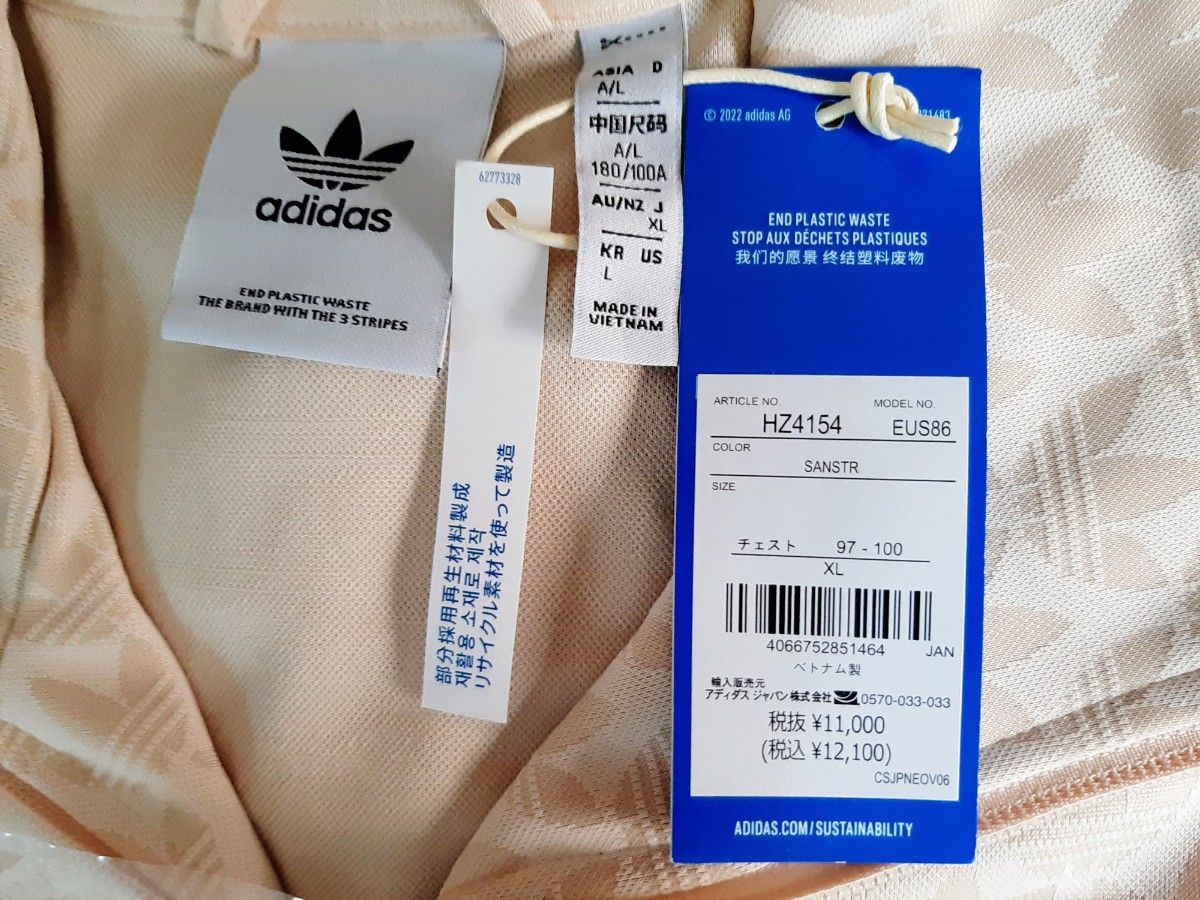 adidas
END PLASTIC WASTE
THE BRAND WITH THE 3 STRIPES
62773328
部分採用再生材料製成
재활용 소재로 제작
リサイクル素材を使って製造
ASIA D
A/L
中国尺码
A/L
180/100A
AU/NZ J
XL
KR US
L
MADE IN
VIETNAM
© 2022 adidas AG
END PLASTIC WASTE
STOP AUX DÉCHETS PLASTIQUES
我们的愿景 终结塑料废物
ARTICLE NO. MODEL NO.
HZ4154 EUS86
COLOR
SANSTR
SIZE
チェスト 97 - 100
XL
4066752851464 JAN
ベトナム製
輸入販売元
アディダス ジャパン株式会社 0570-033-033
税抜 ¥11,000
(税込 ¥12,100)
CSJPNEOV06
ADIDAS.COM/SUSTAINABILITY